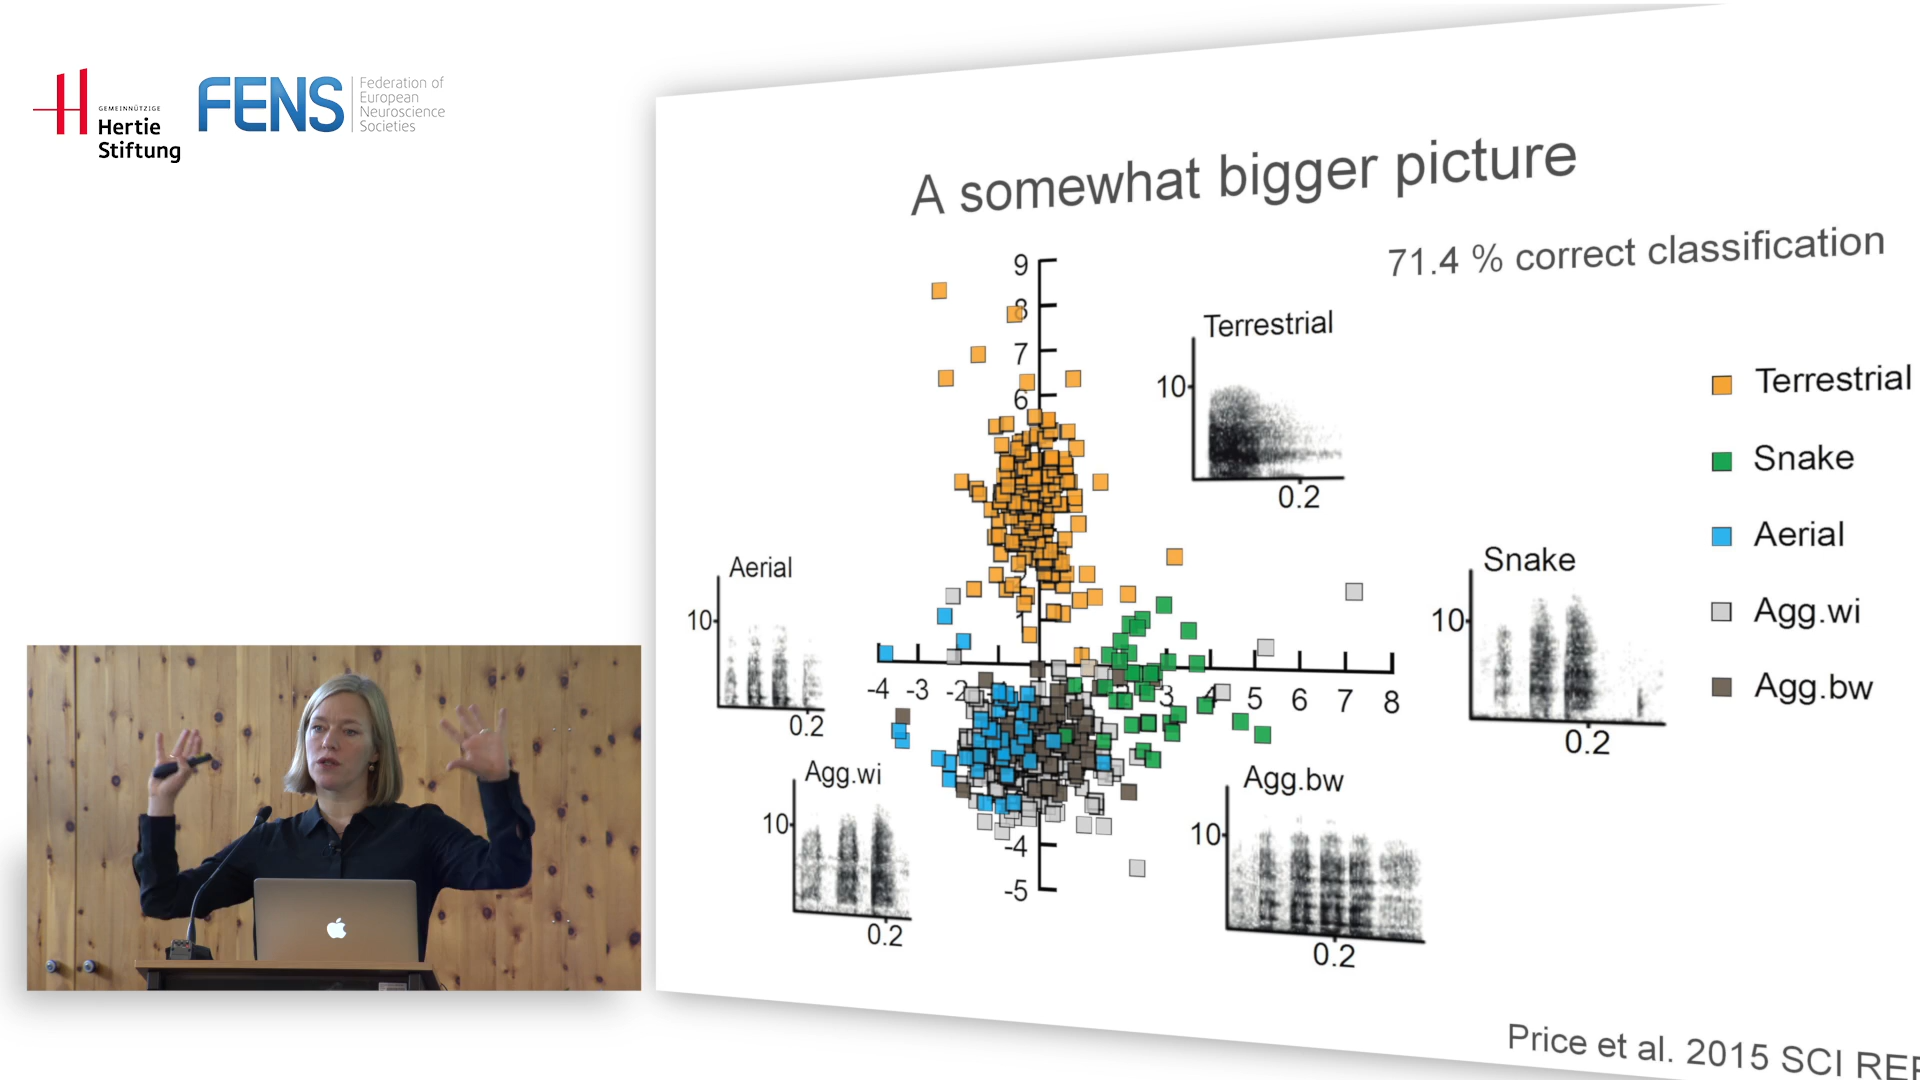 GEMEINNÜTZIGE
Hertie
Stiftung
FENS
Federation of
European
Neuroscience
Societies
A somewhat bigger picture
71.4 % correct classification
9
8
7
6
2
1
-4
-5
-4 -3 -2 -1 3 4 5 6 7 8
Terrestrial
10
0.2
Aerial
10
0.2
Agg.wi
10
0.2
Agg.bw
10
0.2
Snake
10
0.2
Terrestrial
Snake
Aerial
Agg.wi
Agg.bw
Price et al. 2015 SCI